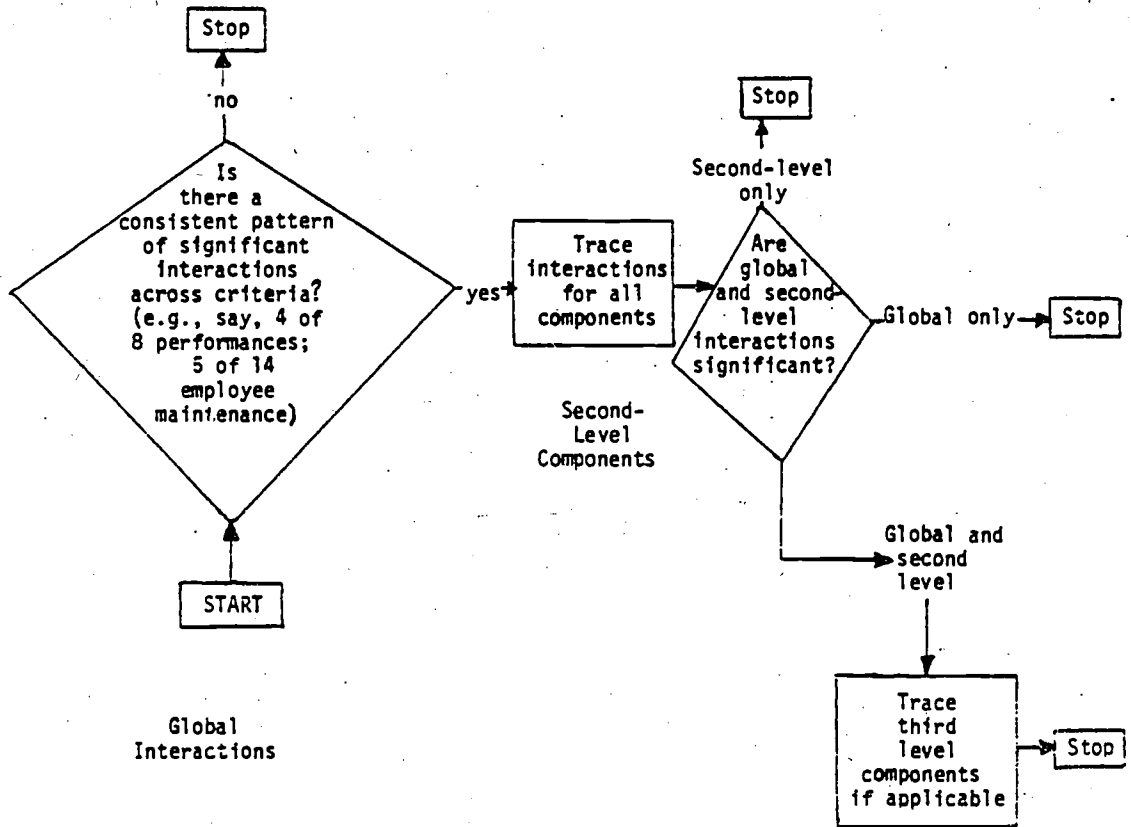 Stop
no
Is
there a
consistent pattern
of significant
interactions
across criteria?
(e.g., say, 4 of
8 performances;
5 of 14
employee
maintenance)
yes
START
Global
Interactions
Trace
interactions
for all
components
Second-
Level
Components
Stop
Second-level
only
Are
global
and second-
level
interactions
significant?
Global only
Stop
Global and
second
level
Trace
third
level
components
if applicable
Stop